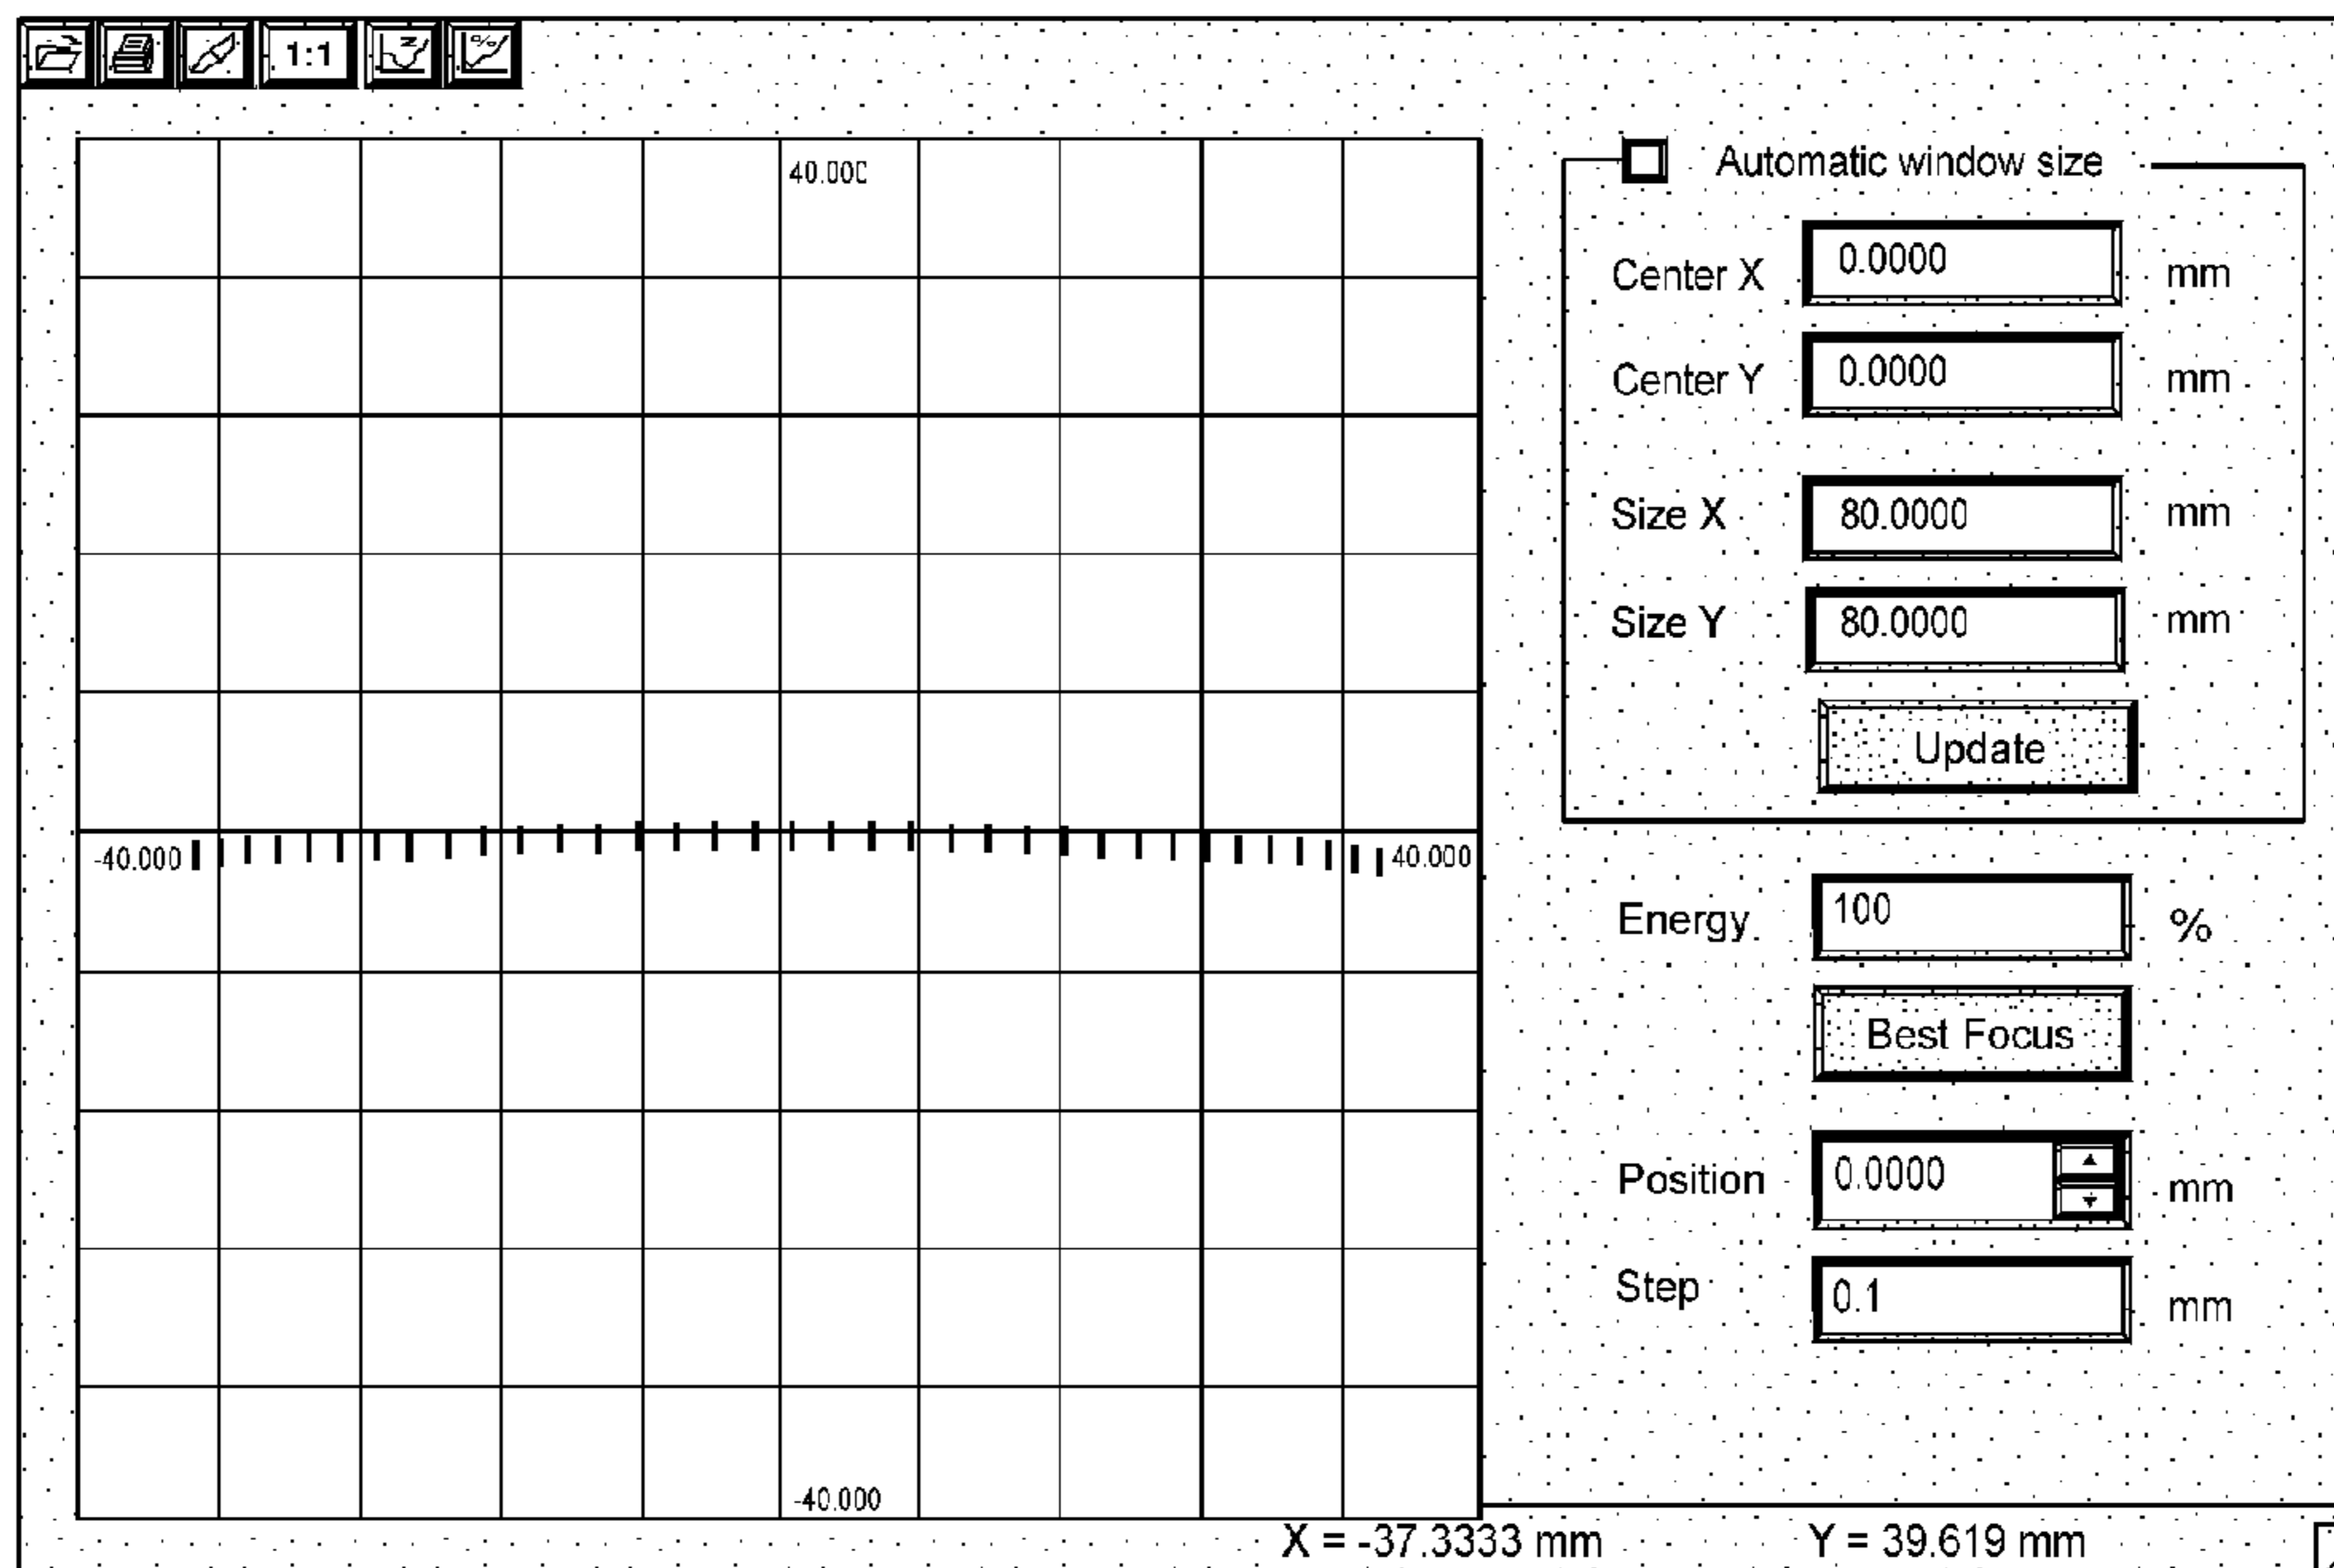 1:1
Z
%
40.000
Automatic window size
Center X 0.0000 mm
Center Y 0.0000 mm
Size X 80.0000 mm
Size Y 80.0000 mm
Update
-40.000 40.000
Energy 100 %
Best Focus
Position 0.0000 mm
Step 0.1 mm
-40.000
X = -37.3333 mm Y = 39.619 mm